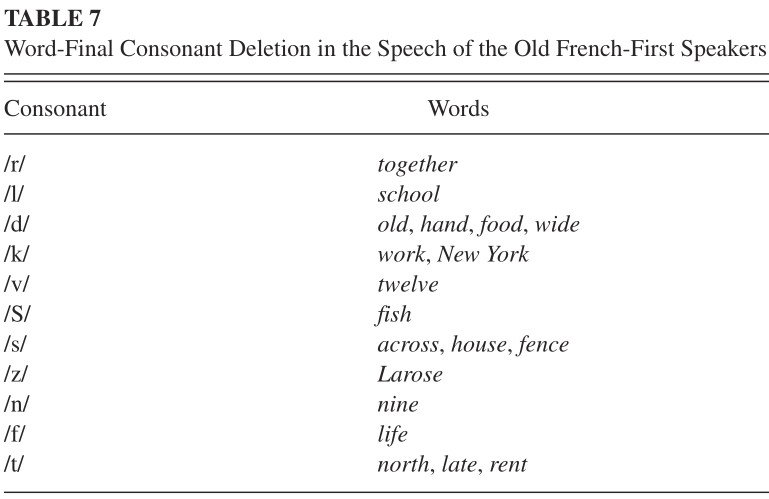 TABLE 7
Word-Final Consonant Deletion in the Speech of the Old French-First Speakers
Consonant Words
/r/ together
/l/ school
/d/ old, hand, food, wide
/k/ work, New York
/v/ twelve
/S/ fish
/s/ across, house, fence
/z/ Larose
/n/ nine
/f/ life
/t/ north, late, rent